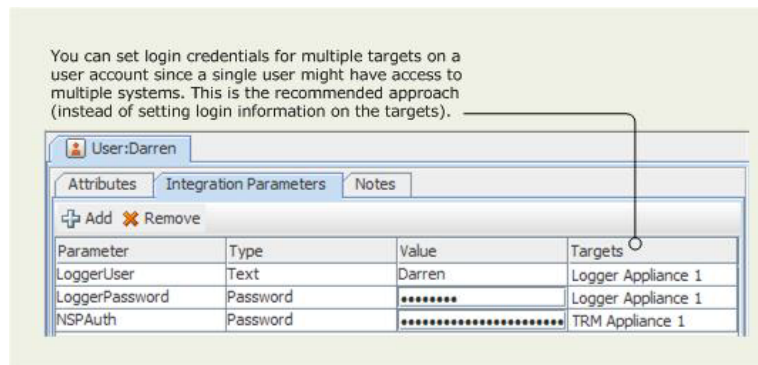 You can set login credentials for multiple targets on a
user account since a single user might have access to
multiple systems. This is the recommended approach
(instead of setting login information on the targets).
User:Darren
Attributes Integration Parameters Notes
Add Remove
Parameter Type Value Targets
LoggerUser Text Darren Logger Appliance 1
LoggerPassword Password •••••••• Logger Appliance 1
NSPAuth Password •••••••••••••••••••••••• TRM Appliance 1